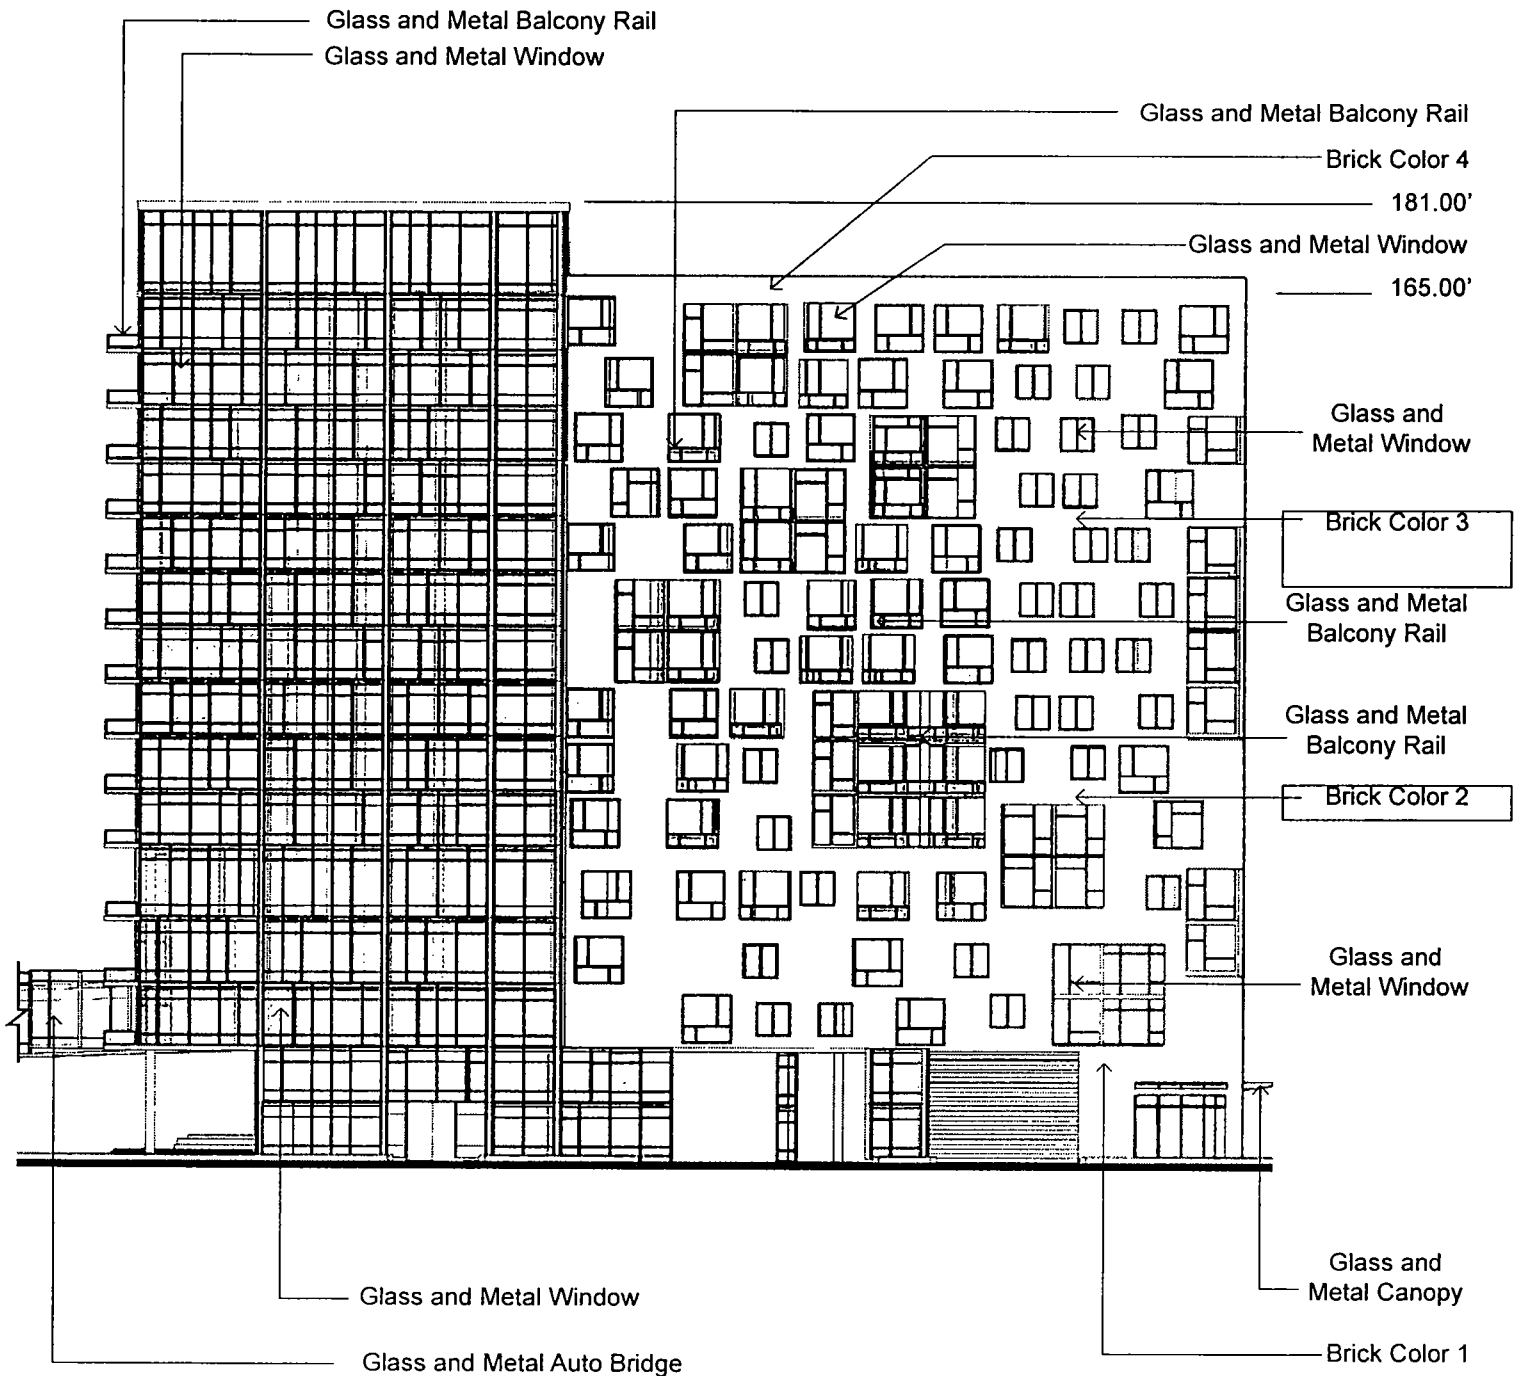 Glass and Metal Balcony Rail
Glass and Metal Window
Glass and Metal Balcony Rail
Brick Color 4
181.00'
Glass and Metal Window
165.00'
Glass and
Metal Window
Brick Color 3
Glass and Metal
Balcony Rail
Glass and Metal
Balcony Rail
Brick Color 2
Glass and
Metal Window
Glass and
Metal Canopy
Glass and Metal Window
Brick Color 1
Glass and Metal Auto Bridge